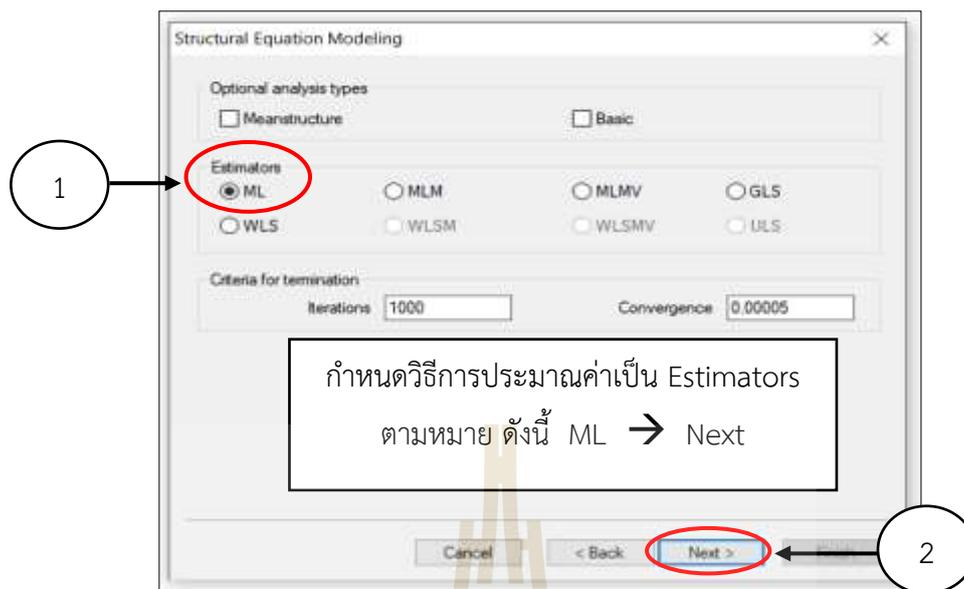 Structural Equation Modeling
Optional analysis types
Meanstructure Basic
1
Estimators
ML MLM MLMV GLS
WLS WLSM WLSMV ULS
Criteria for termination
Iterations 1000 Convergence 0.00005
กำหนดวิธีการประมาณค่าเป็น Estimators
ตามหมาย ดังนี้ ML → Next
Cancel < Back Next >
2